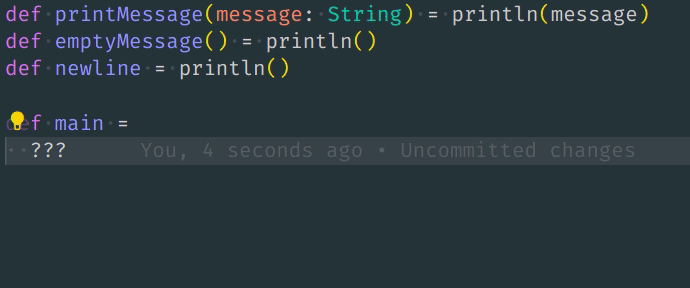 def printMessage(message: String) = println(message)
def emptyMessage() = println()
def newline = println()
def main =
??? You, 4 seconds ago • Uncommitted changes